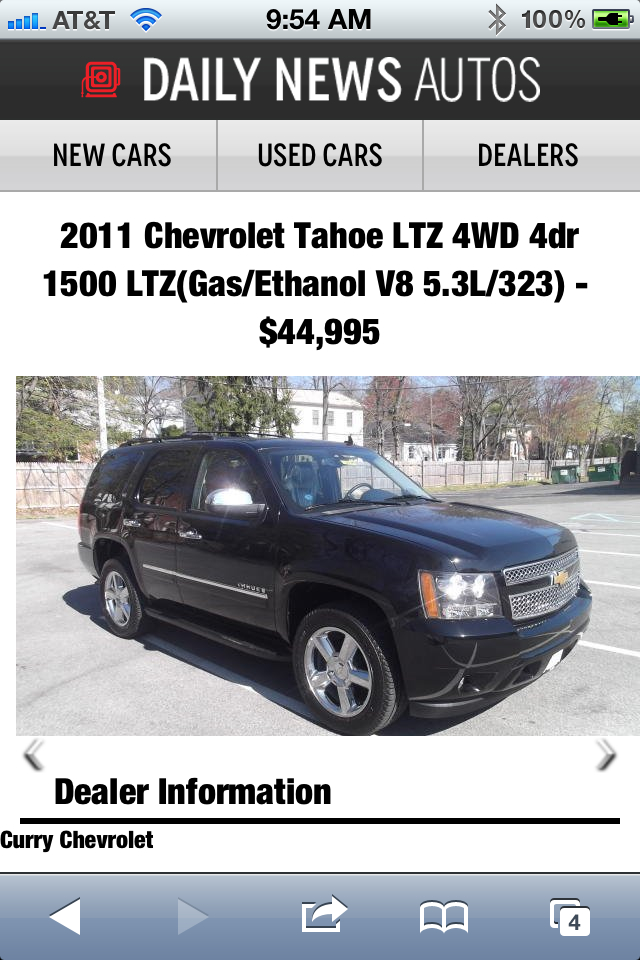 AT&T 9:54 AM 100%
DAILY NEWS AUTOS
NEW CARS USED CARS DEALERS
2011 Chevrolet Tahoe LTZ 4WD 4dr
1500 LTZ(Gas/Ethanol V8 5.3L/323) -
$44,995
TAHOE
Dealer Information
Curry Chevrolet
4